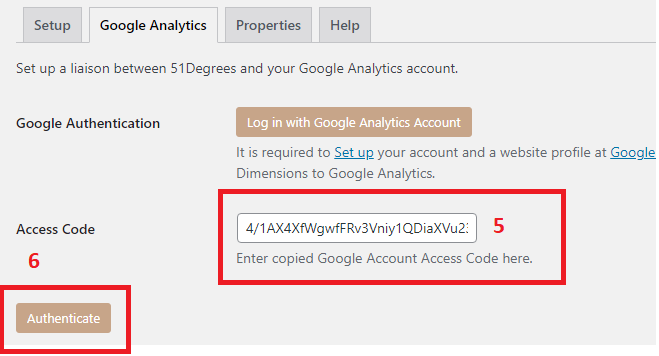 Setup Google Analytics Properties Help
Set up a liaison between 51Degrees and your Google Analytics account.
Google Authentication Log in with Google Analytics Account
It is required to Set up your account and a website profile at Google
Dimensions to Google Analytics.
Access Code 4/1AX4XfWgwfFRv3Vniy1QDiaXVu23 5
6 Enter copied Google Account Access Code here.
Authenticate